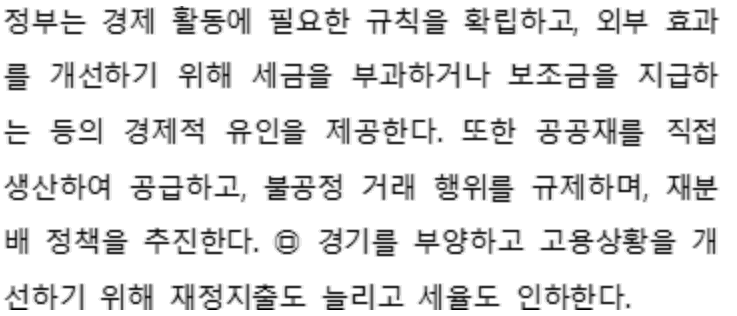 정부는 경제 활동에 필요한 규칙을 확립하고, 외부 효과
를 개선하기 위해 세금을 부과하거나 보조금을 지급하
는 등의 경제적 유인을 제공한다. 또한 공공재를 직접
생산하여 공급하고, 불공정 거래 행위를 규제하며, 재분
배 정책을 추진한다. ㉤ 경기를 부양하고 고용상황을 개
선하기 위해 재정지출도 늘리고 세율도 인하한다.